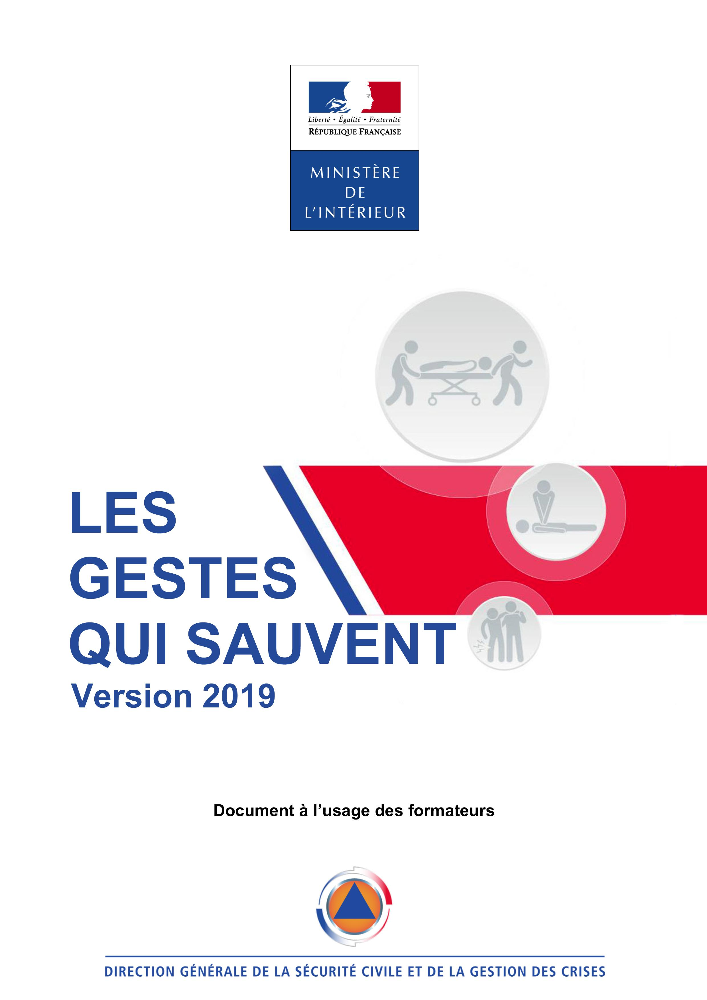 Liberté • Égalité • Fraternité
RÉPUBLIQUE FRANÇAISE
MINISTÈRE
DE
L’INTÉRIEUR
LES
GESTES
QUI SAUVENT
Version 2019
Document à l’usage des formateurs
DIRECTION GÉNÉRALE DE LA SÉCURITÉ CIVILE ET DE LA GESTION DES CRISES